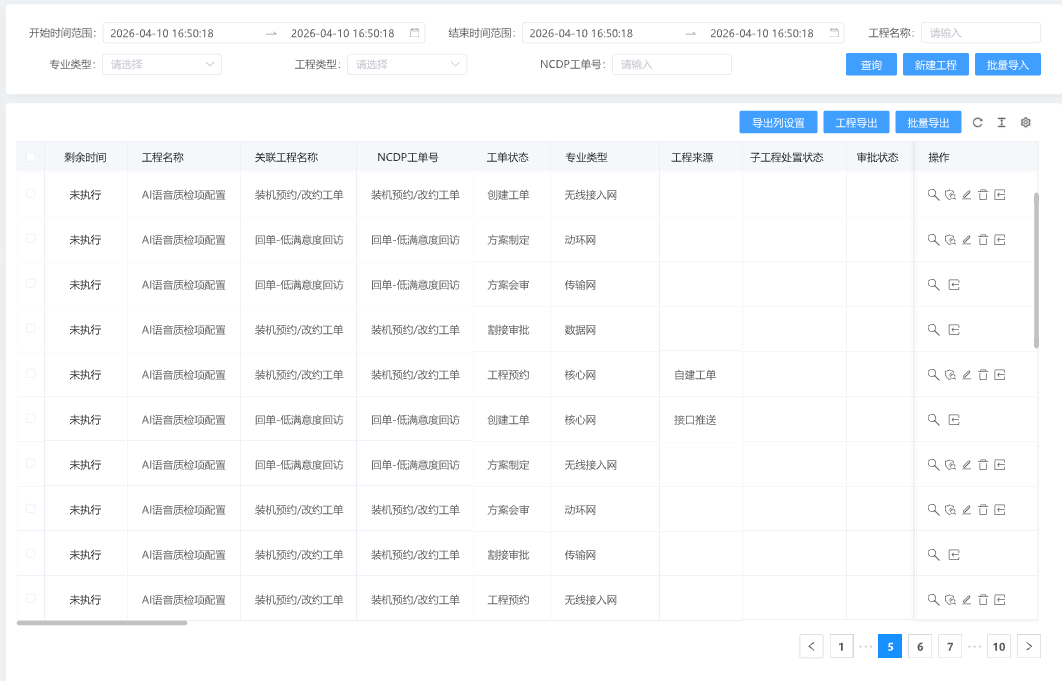 开始时间范围: 2026-04-10 16:50:18 → 2026-04-10 16:50:18 结束时间范围: 2026-04-10 16:50:18 → 2026-04-10 16:50:18 工程名称: 请输入
专业类型: 请选择 工程类型: 请选择 NCDP工单号: 请输入 查询 新建工程 批量导入
导出列设置 工程导出 批量导出
剩余时间 工程名称 关联工程名称 NCDP工单号 工单状态 专业类型 工程来源 子工程处置状态 审批状态 操作
未执行 AI语音质检项配置 装机预约/改约工单 装机预约/改约工单 创建工单 无线接入网
未执行 AI语音质检项配置 回单-低满意度回访 回单-低满意度回访 方案制定 动环网
未执行 AI语音质检项配置 回单-低满意度回访 回单-低满意度回访 方案会审 传输网
未执行 AI语音质检项配置 装机预约/改约工单 装机预约/改约工单 割接审批 数据网
未执行 AI语音质检项配置 装机预约/改约工单 装机预约/改约工单 工程预约 核心网 自建工单
未执行 AI语音质检项配置 回单-低满意度回访 回单-低满意度回访 创建工单 核心网 接口推送
未执行 AI语音质检项配置 回单-低满意度回访 回单-低满意度回访 方案制定 无线接入网
未执行 AI语音质检项配置 装机预约/改约工单 装机预约/改约工单 方案会审 动环网
未执行 AI语音质检项配置 装机预约/改约工单 装机预约/改约工单 割接审批 传输网
未执行 AI语音质检项配置 装机预约/改约工单 装机预约/改约工单 工程预约 无线接入网
< 1 ··· 5 6 7 ··· 10 >